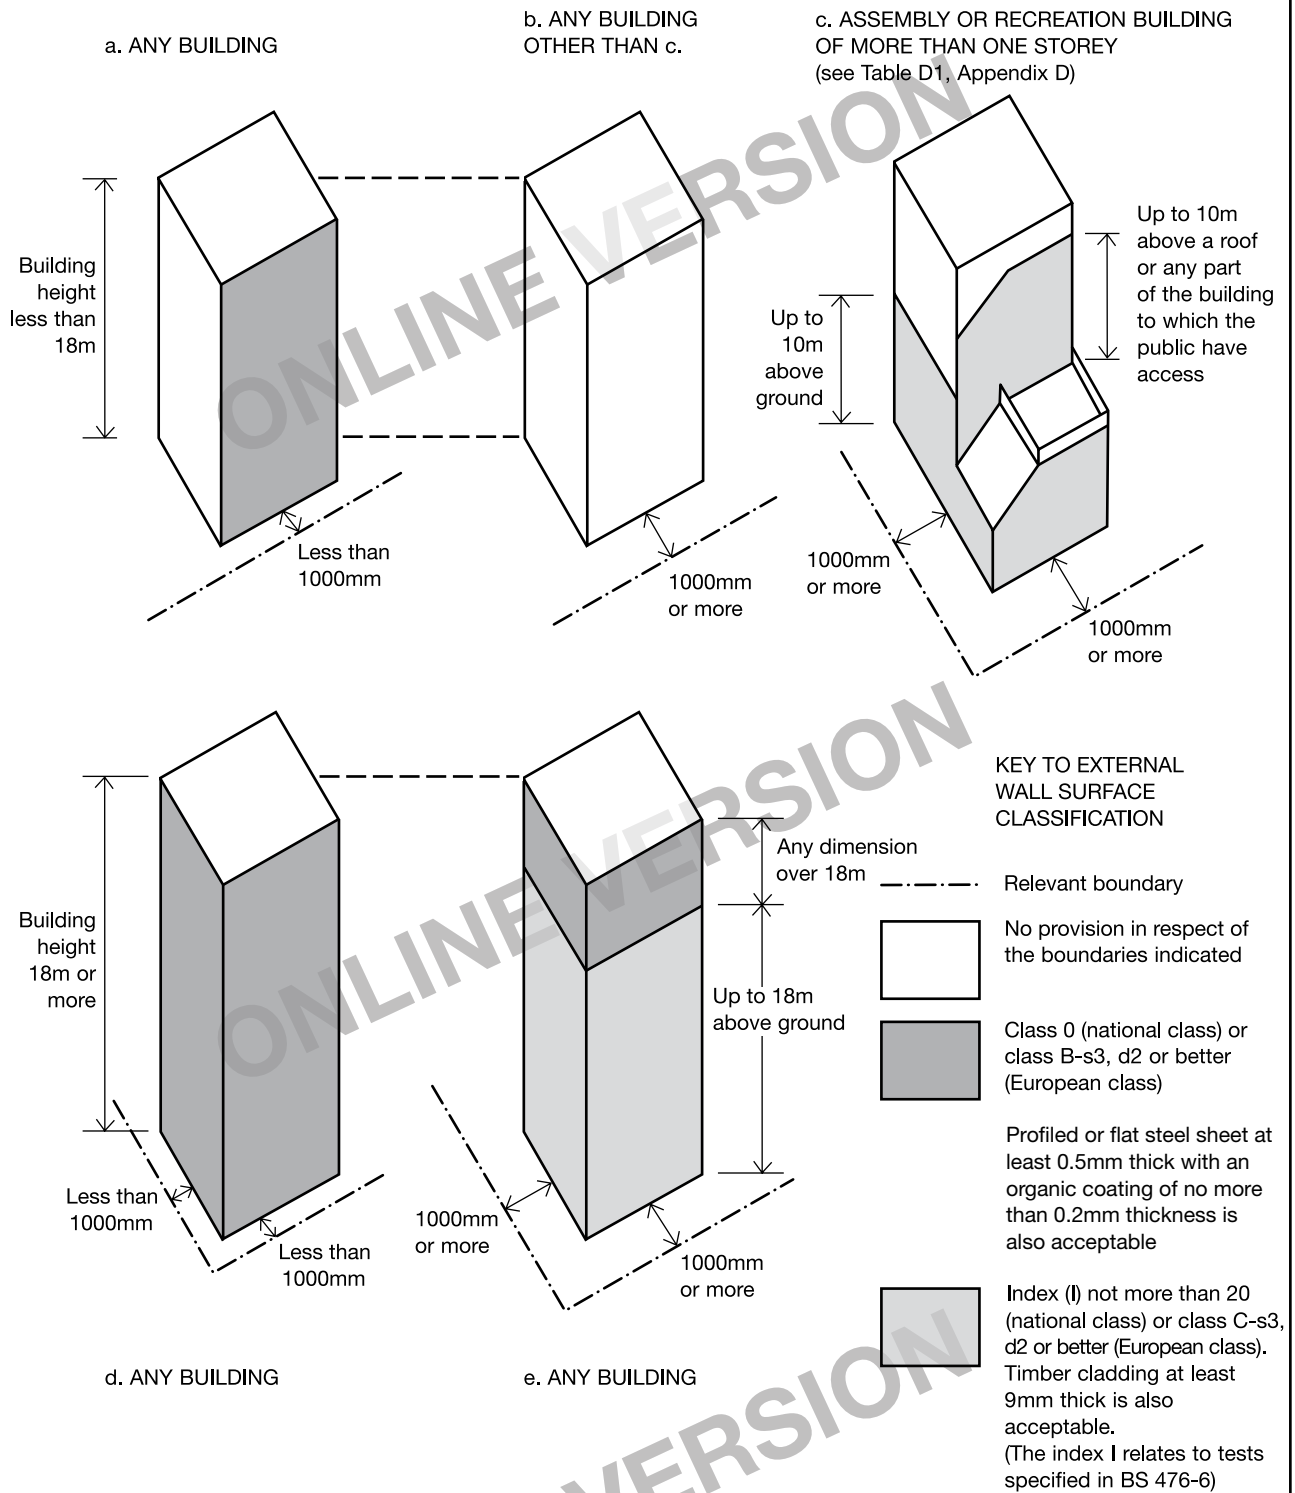 a. ANY BUILDING
b. ANY BUILDING
OTHER THAN c.
c. ASSEMBLY OR RECREATION BUILDING
OF MORE THAN ONE STOREY
(see Table D1, Appendix D)
Building
height
less than
18m
Less than
1000mm
1000mm
or more
Up to
10m
above
ground
Up to 10m
above a roof
or any part
of the building
to which the
public have
access
1000mm
or more
1000mm
or more
ONLINE VERSION
Building
height
18m or
more
Less than
1000mm
Less than
1000mm
d. ANY BUILDING
Any dimension
over 18m
Up to 18m
above ground
1000mm
or more
1000mm
or more
e. ANY BUILDING
ONLINE VERSION
KEY TO EXTERNAL
WALL SURFACE
CLASSIFICATION
Relevant boundary
No provision in respect of
the boundaries indicated
Class 0 (national class) or
class B-s3, d2 or better
(European class)
Profiled or flat steel sheet at
least 0.5mm thick with an
organic coating of no more
than 0.2mm thickness is
also acceptable
Index (I) not more than 20
(national class) or class C-s3,
d2 or better (European class).
Timber cladding at least
9mm thick is also
acceptable.
(The index I relates to tests
specified in BS 476-6)
VERSION